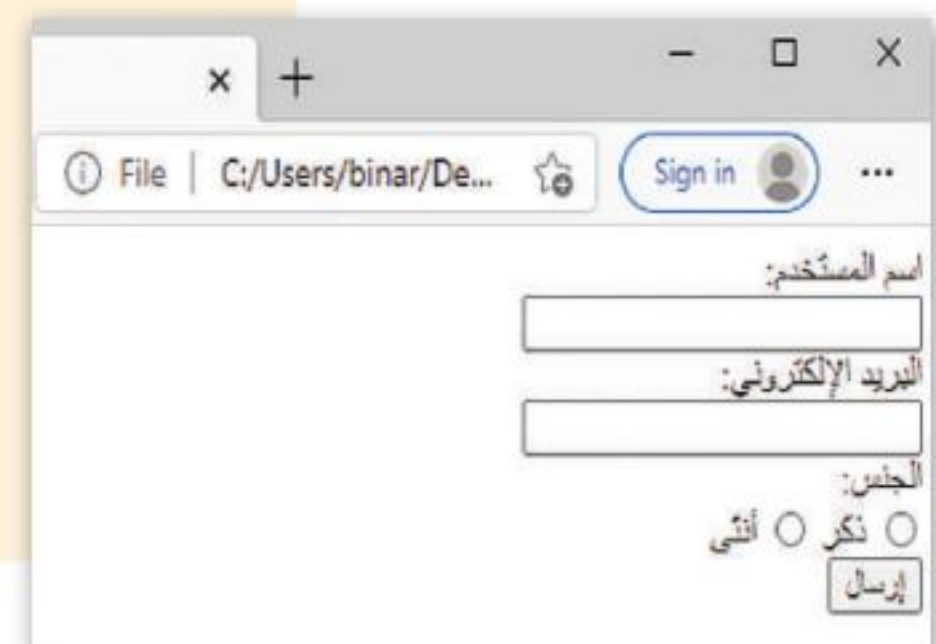 File | C:/Users/binar/De...
Sign in
اسم المستخدم:
البريد الإلكتروني:
الجنس:
ذكر أنثى
إرسال